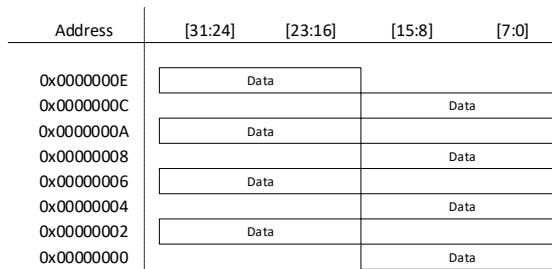 Address [31:24] [23:16] [15:8] [7:0]
0x0000000E Data
0x0000000C Data
0x0000000A Data
0x00000008 Data
0x00000006 Data
0x00000004 Data
0x00000002 Data
0x00000000 Data